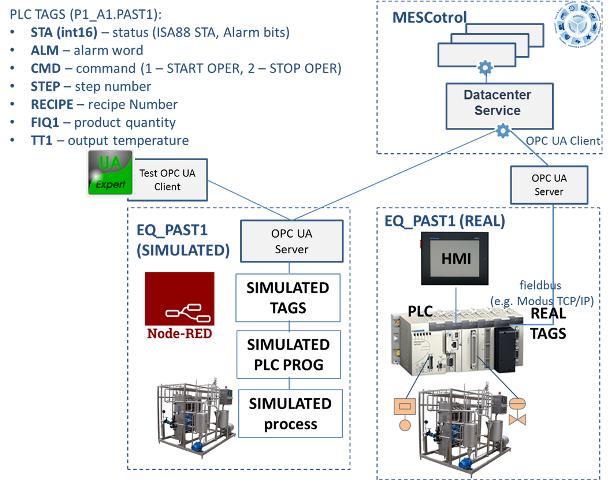 PLC TAGS (P1_A1.PAST1):
• STA (int16) – status (ISA88 STA, Alarm bits)
• ALM – alarm word
• CMD – command (1 – START OPER, 2 – STOP OPER)
• STEP – step number
• RECIPE – recipe Number
• FIQ1 – product quantity
• TT1 – output temperature
MESCotrol
Datacenter
Service
OPC UA Client
UA
Expert
Test OPC UA
Client
OPC UA
Server
EQ_PAST1
(SIMULATED)
OPC UA
Server
SIMULATED
TAGS
Node-RED
SIMULATED
PLC PROG
SIMULATED
process
EQ_PAST1 (REAL)
HMI
fieldbus
(e.g. Modus TCP/IP)
PLC
REAL
TAGS